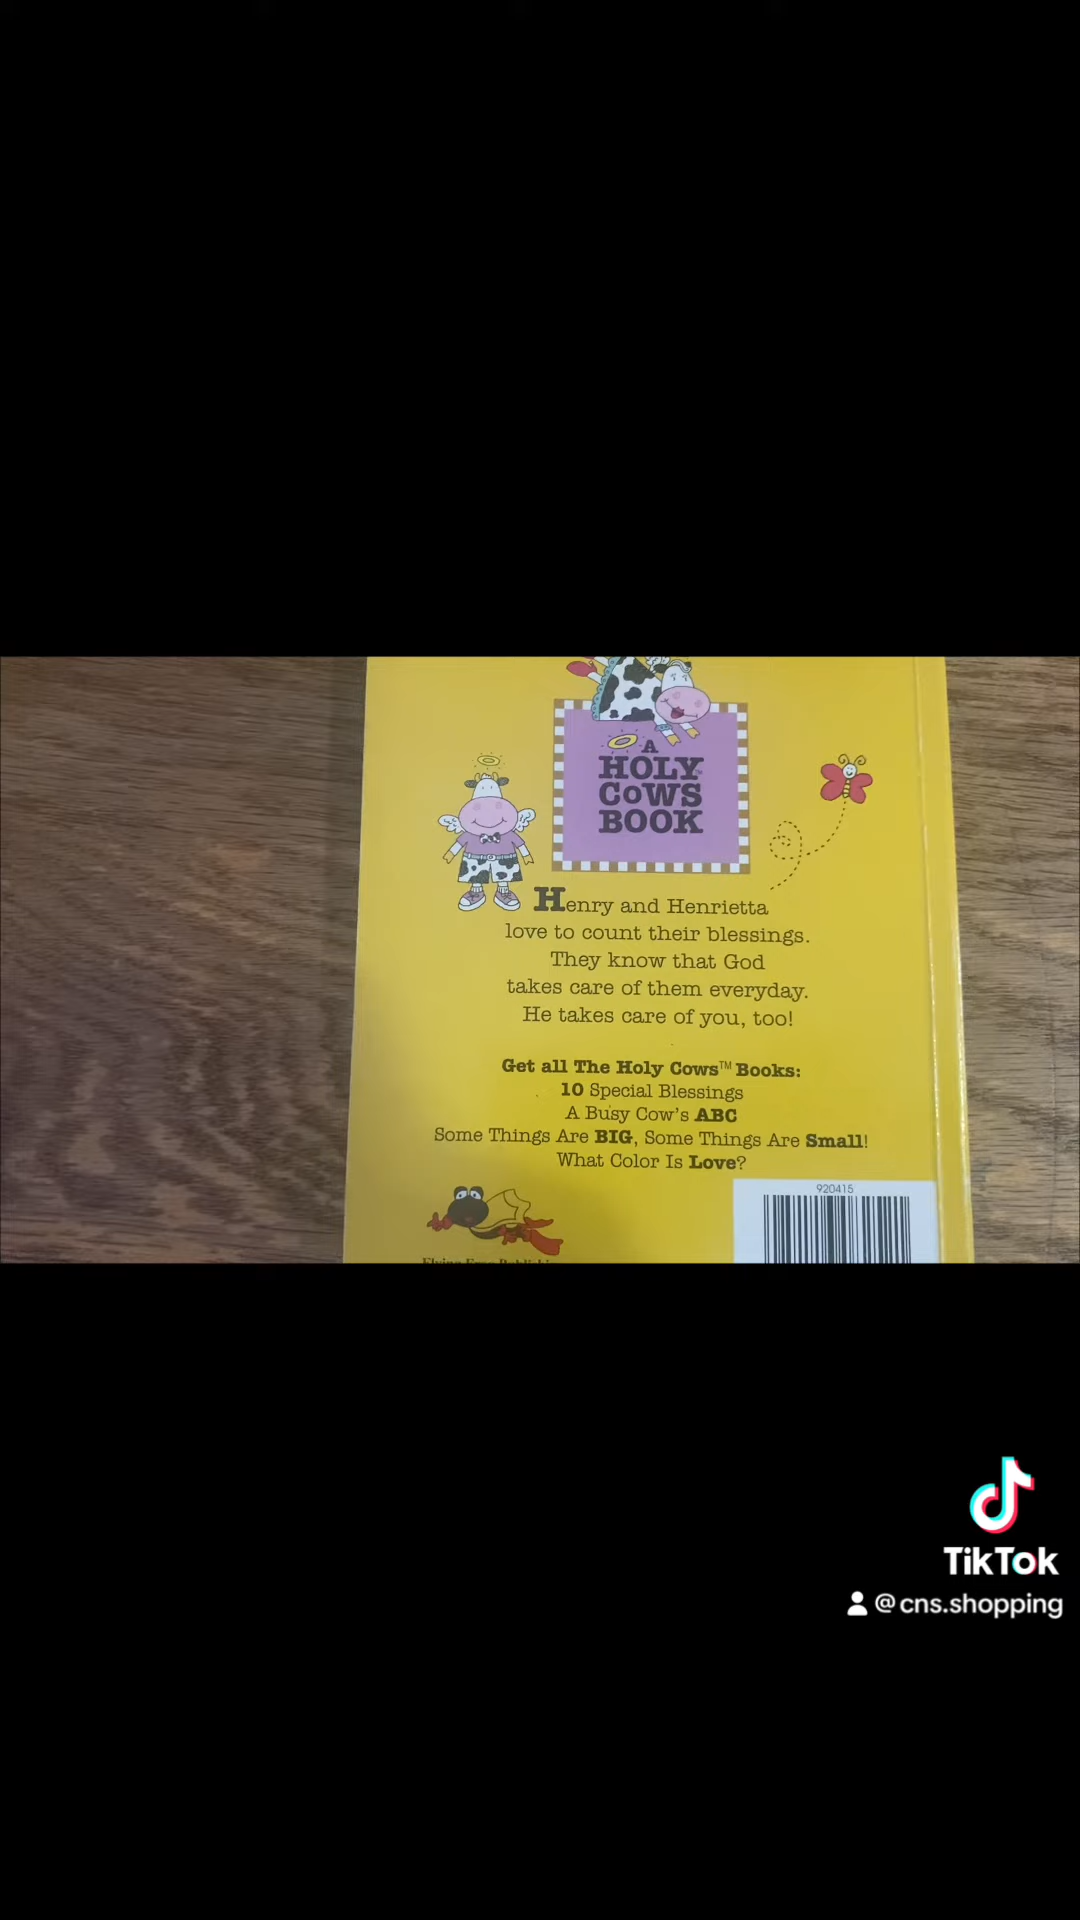 A
HOLY™
COWS
BOOK
Henry and Henrietta
love to count their blessings.
They know that God
takes care of them everyday.
He takes care of you, too!
Get all The Holy Cows™ Books:
10 Special Blessings
A Busy Cow's ABC
Some Things Are BIG, Some Things Are Small!
What Color Is Love?
920415
TikTok
@cns.shopping